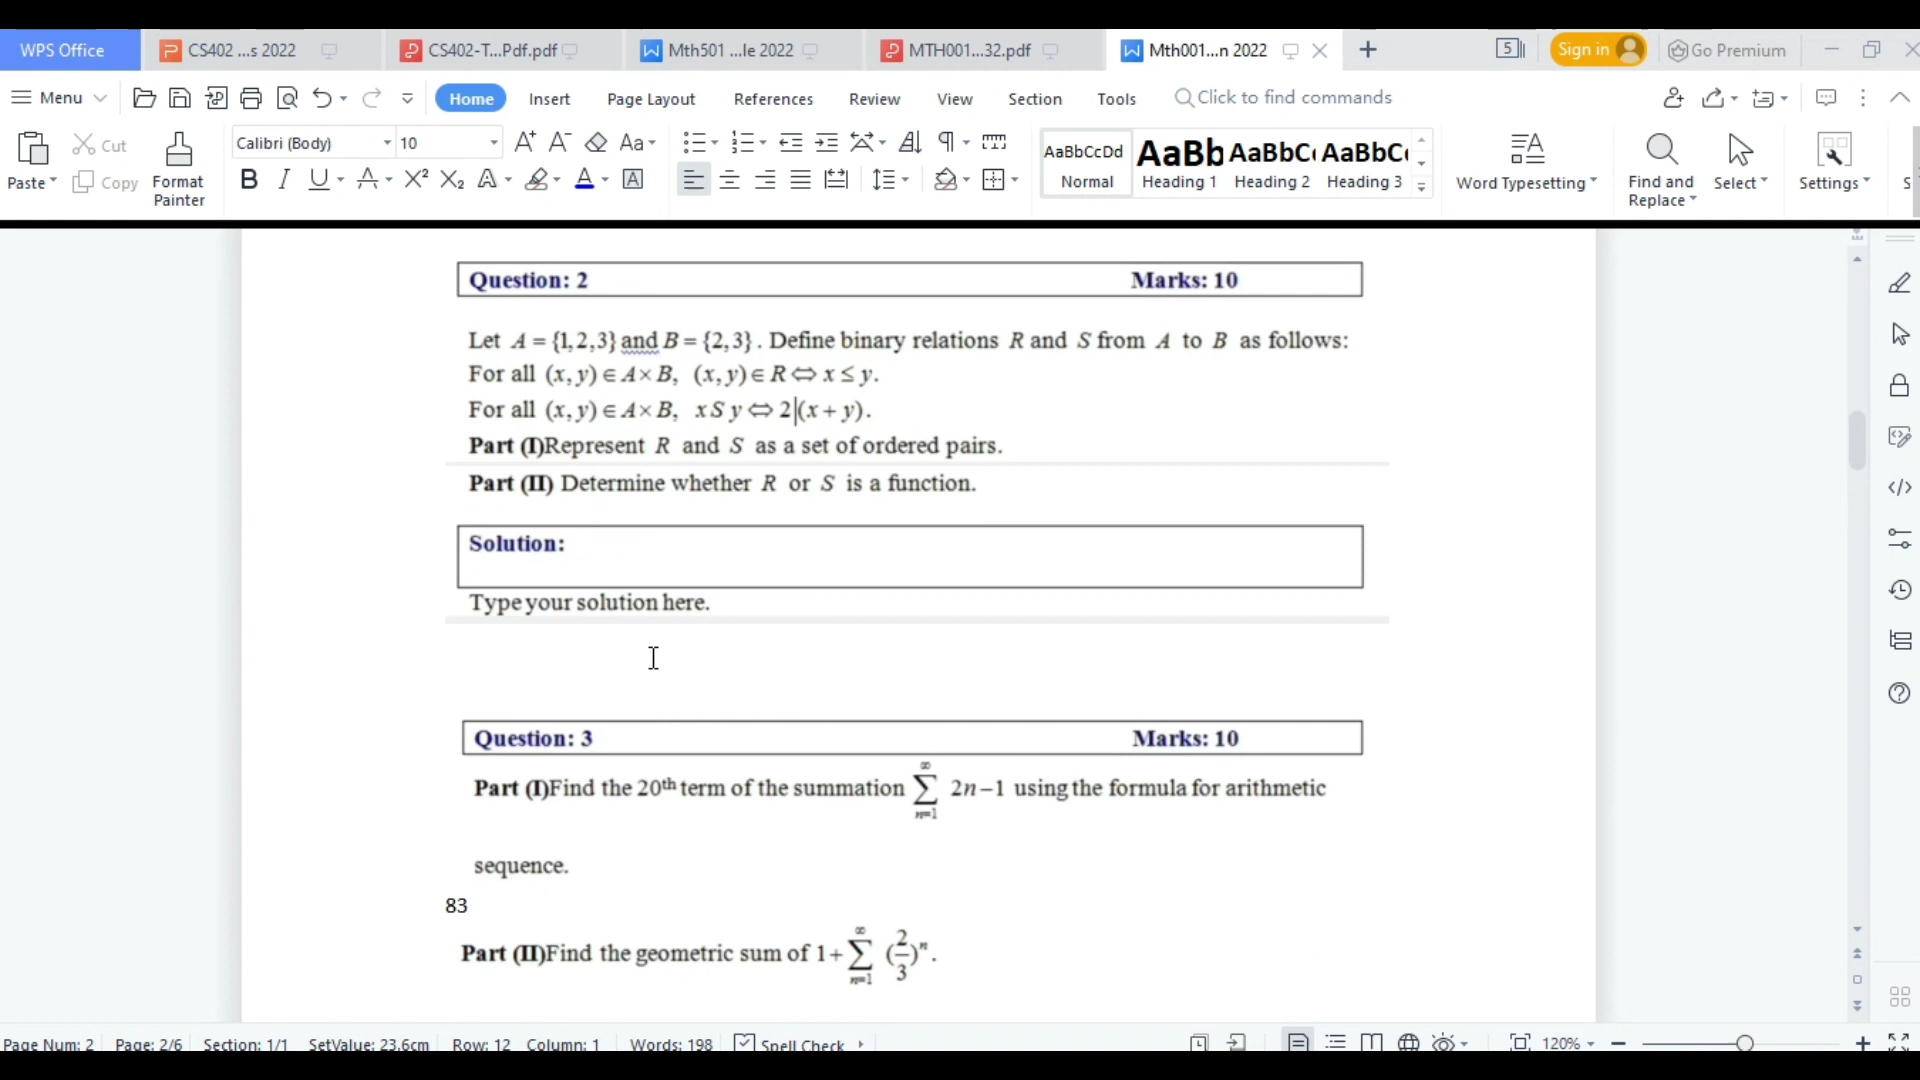 WPS Office CS402 ...s 2022 CS402-T...Pdf.pdf Mth501 ...le 2022 MTH001...32.pdf Mth001...n 2022 5 Sign in Go Premium
Menu Home Insert Page Layout References Review View Section Tools Click to find commands
Paste Cut Copy Format Painter Calibri (Body) 10 A+ A- Aa
B I U A X² X₂ A A A
AaBbCcDd AaBb AaBbC AaBbC
Normal Heading 1 Heading 2 Heading 3 Word Typesetting Find and Replace Select Settings S
Question: 2 Marks: 10
Let A = {1,2,3} and B = {2,3}. Define binary relations R and S from A to B as follows:
For all (x, y) ∈ A× B, (x, y) ∈ R ⇔ x ≤ y.
For all (x, y) ∈ A× B, x S y ⇔ 2|(x + y).
Part (I)Represent R and S as a set of ordered pairs.
Part (II) Determine whether R or S is a function.
Solution:
Type your solution here.
Question: 3 Marks: 10
Part (I)Find the 20th term of the summation ∑_{n=1}^{∞} 2n−1 using the formula for arithmetic
sequence.
83
Part (II)Find the geometric sum of 1+∑_{n=1}^{∞} (2/3)^n.
Page Num: 2 Page: 2/6 Section: 1/1 SetValue: 23.6cm Row: 12 Column: 1 Words: 198 Spell Check 120%